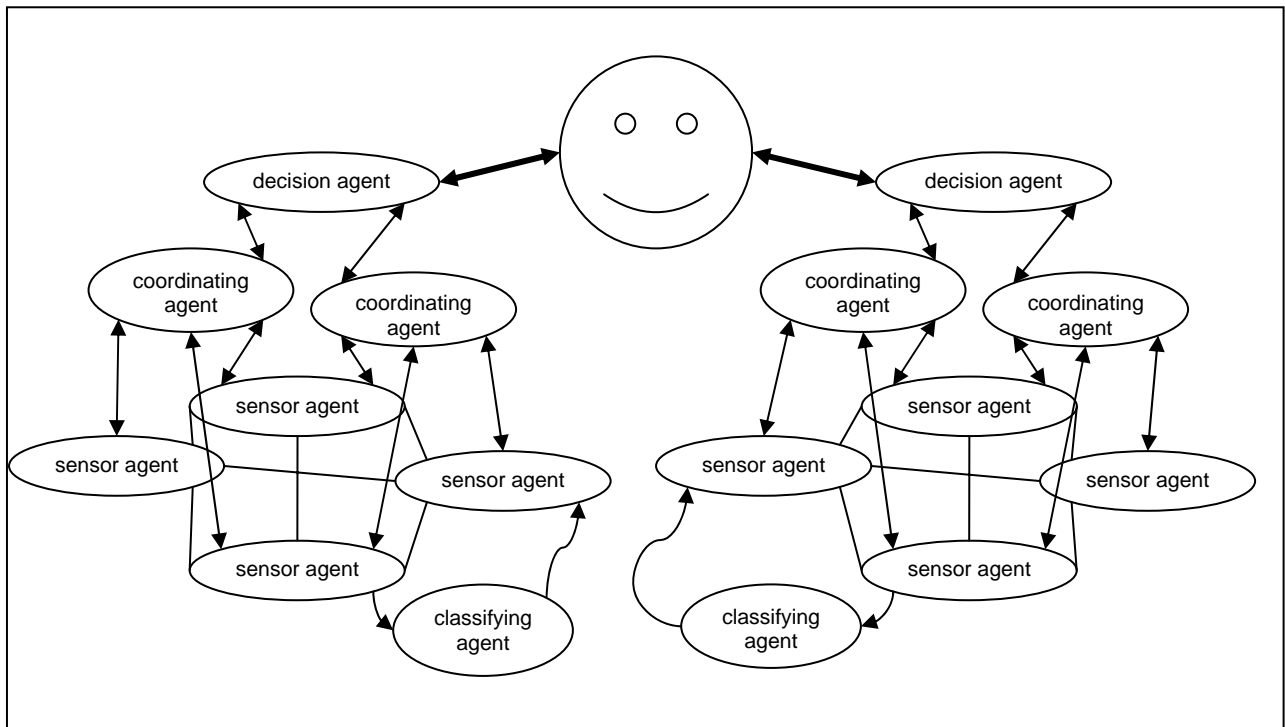 decision agent
decision agent
coordinating
agent
coordinating
agent
coordinating
agent
coordinating
agent
sensor agent
sensor agent
sensor agent
sensor agent
sensor agent
sensor agent
sensor agent
sensor agent
classifying
agent
classifying
agent